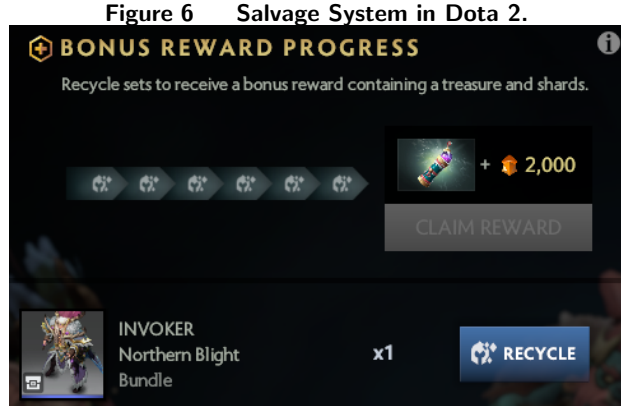 Figure 6 Salvage System in Dota 2.
BONUS REWARD PROGRESS
i
Recycle sets to receive a bonus reward containing a treasure and shards.
+ 2,000
CLAIM REWARD
INVOKER
Northern Blight
Bundle
x1
RECYCLE